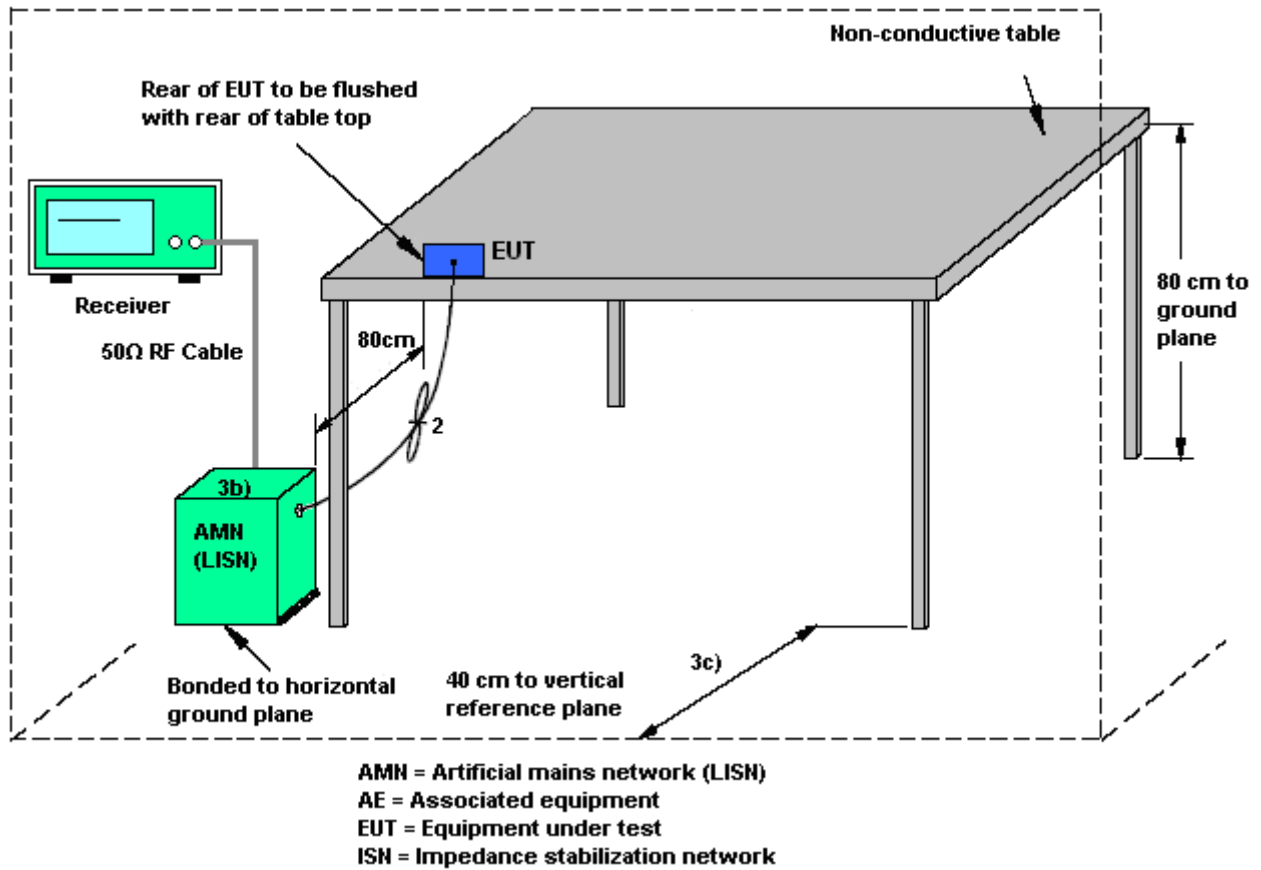 Non-conductive table
Rear of EUT to be flushed
with rear of table top
EUT
Receiver
80 cm to
ground
plane
80cm
50Ω RF Cable
2
3b)
AMN
(LISN)
3c)
Bonded to horizontal
ground plane
40 cm to vertical
reference plane
AMN = Artificial mains network (LISN)
AE = Associated equipment
EUT = Equipment under test
ISN = Impedance stabilization network